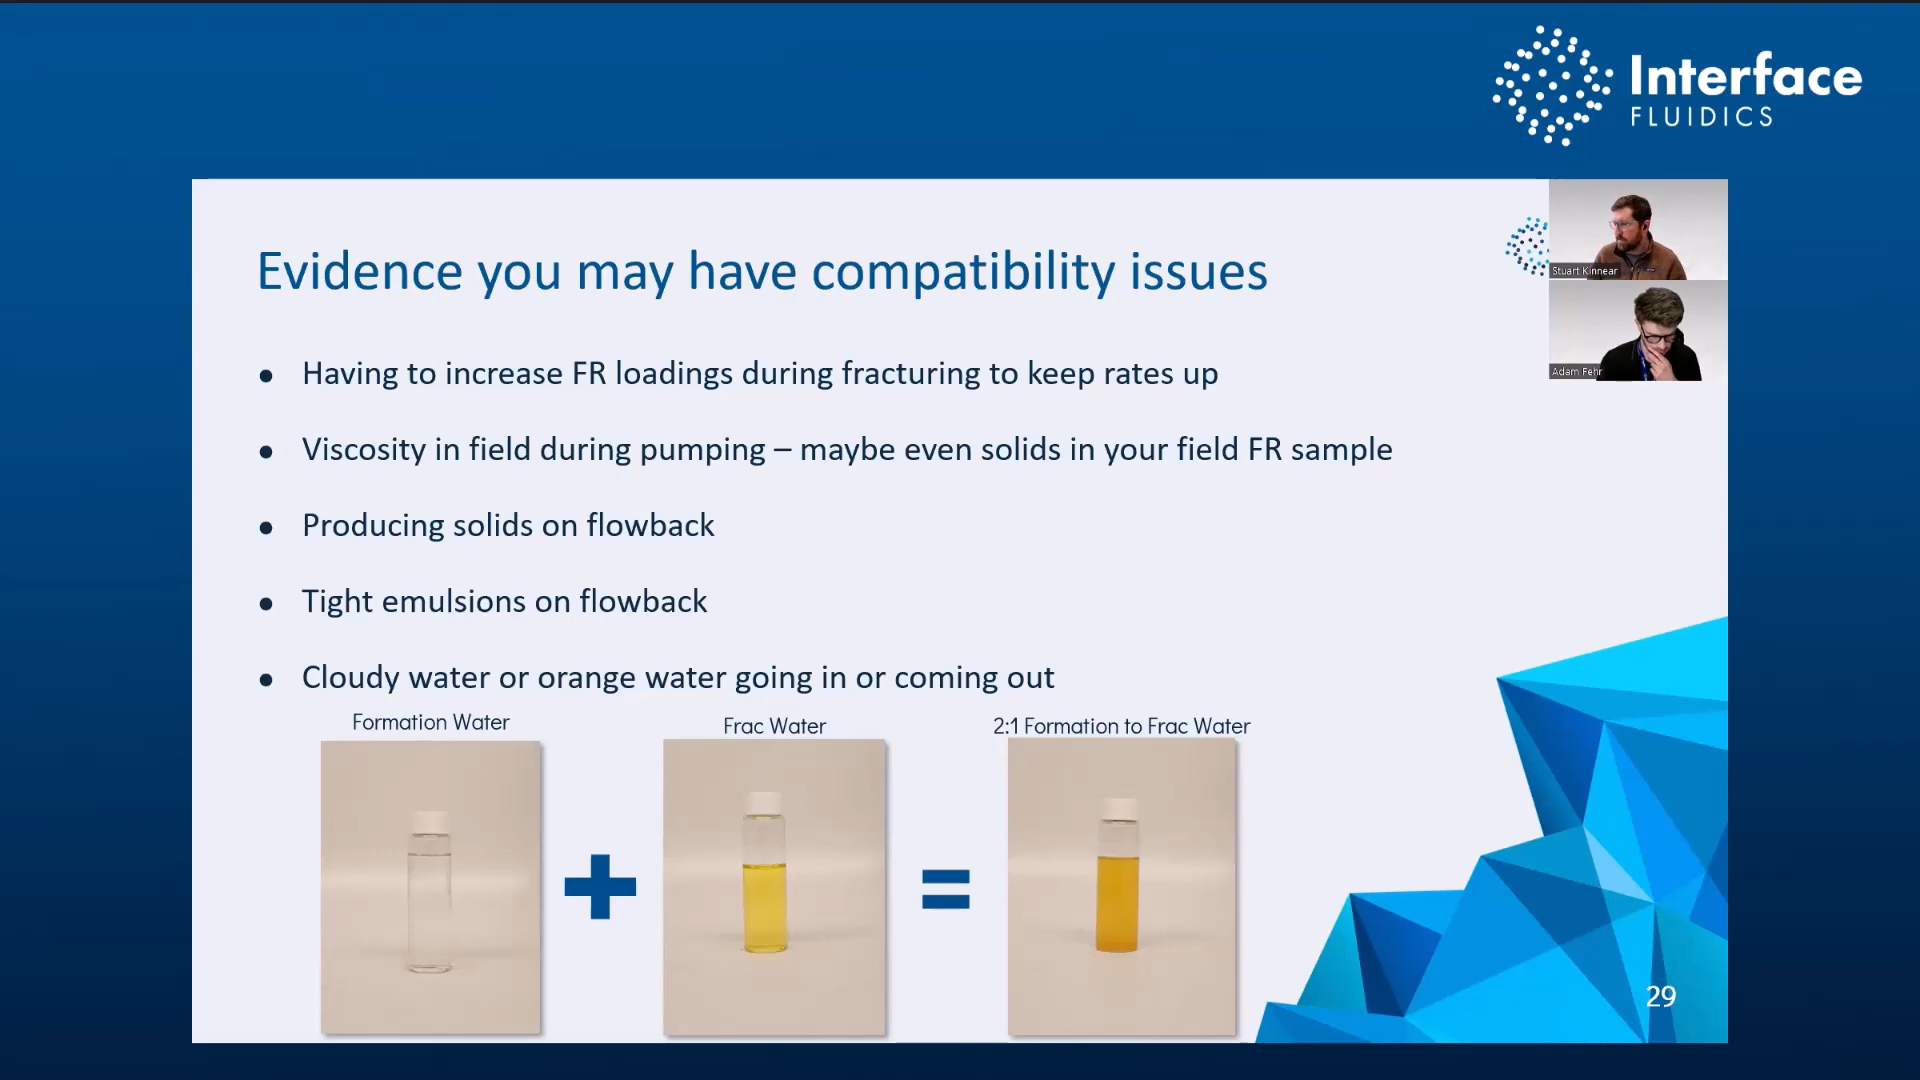 Interface
FLUIDICS
Evidence you may have compatibility issues
Stuart Kinnear
Adam Fehr
• Having to increase FR loadings during fracturing to keep rates up
• Viscosity in field during pumping – maybe even solids in your field FR sample
• Producing solids on flowback
• Tight emulsions on flowback
• Cloudy water or orange water going in or coming out
Formation Water
Frac Water
2:1 Formation to Frac Water
+
=
29